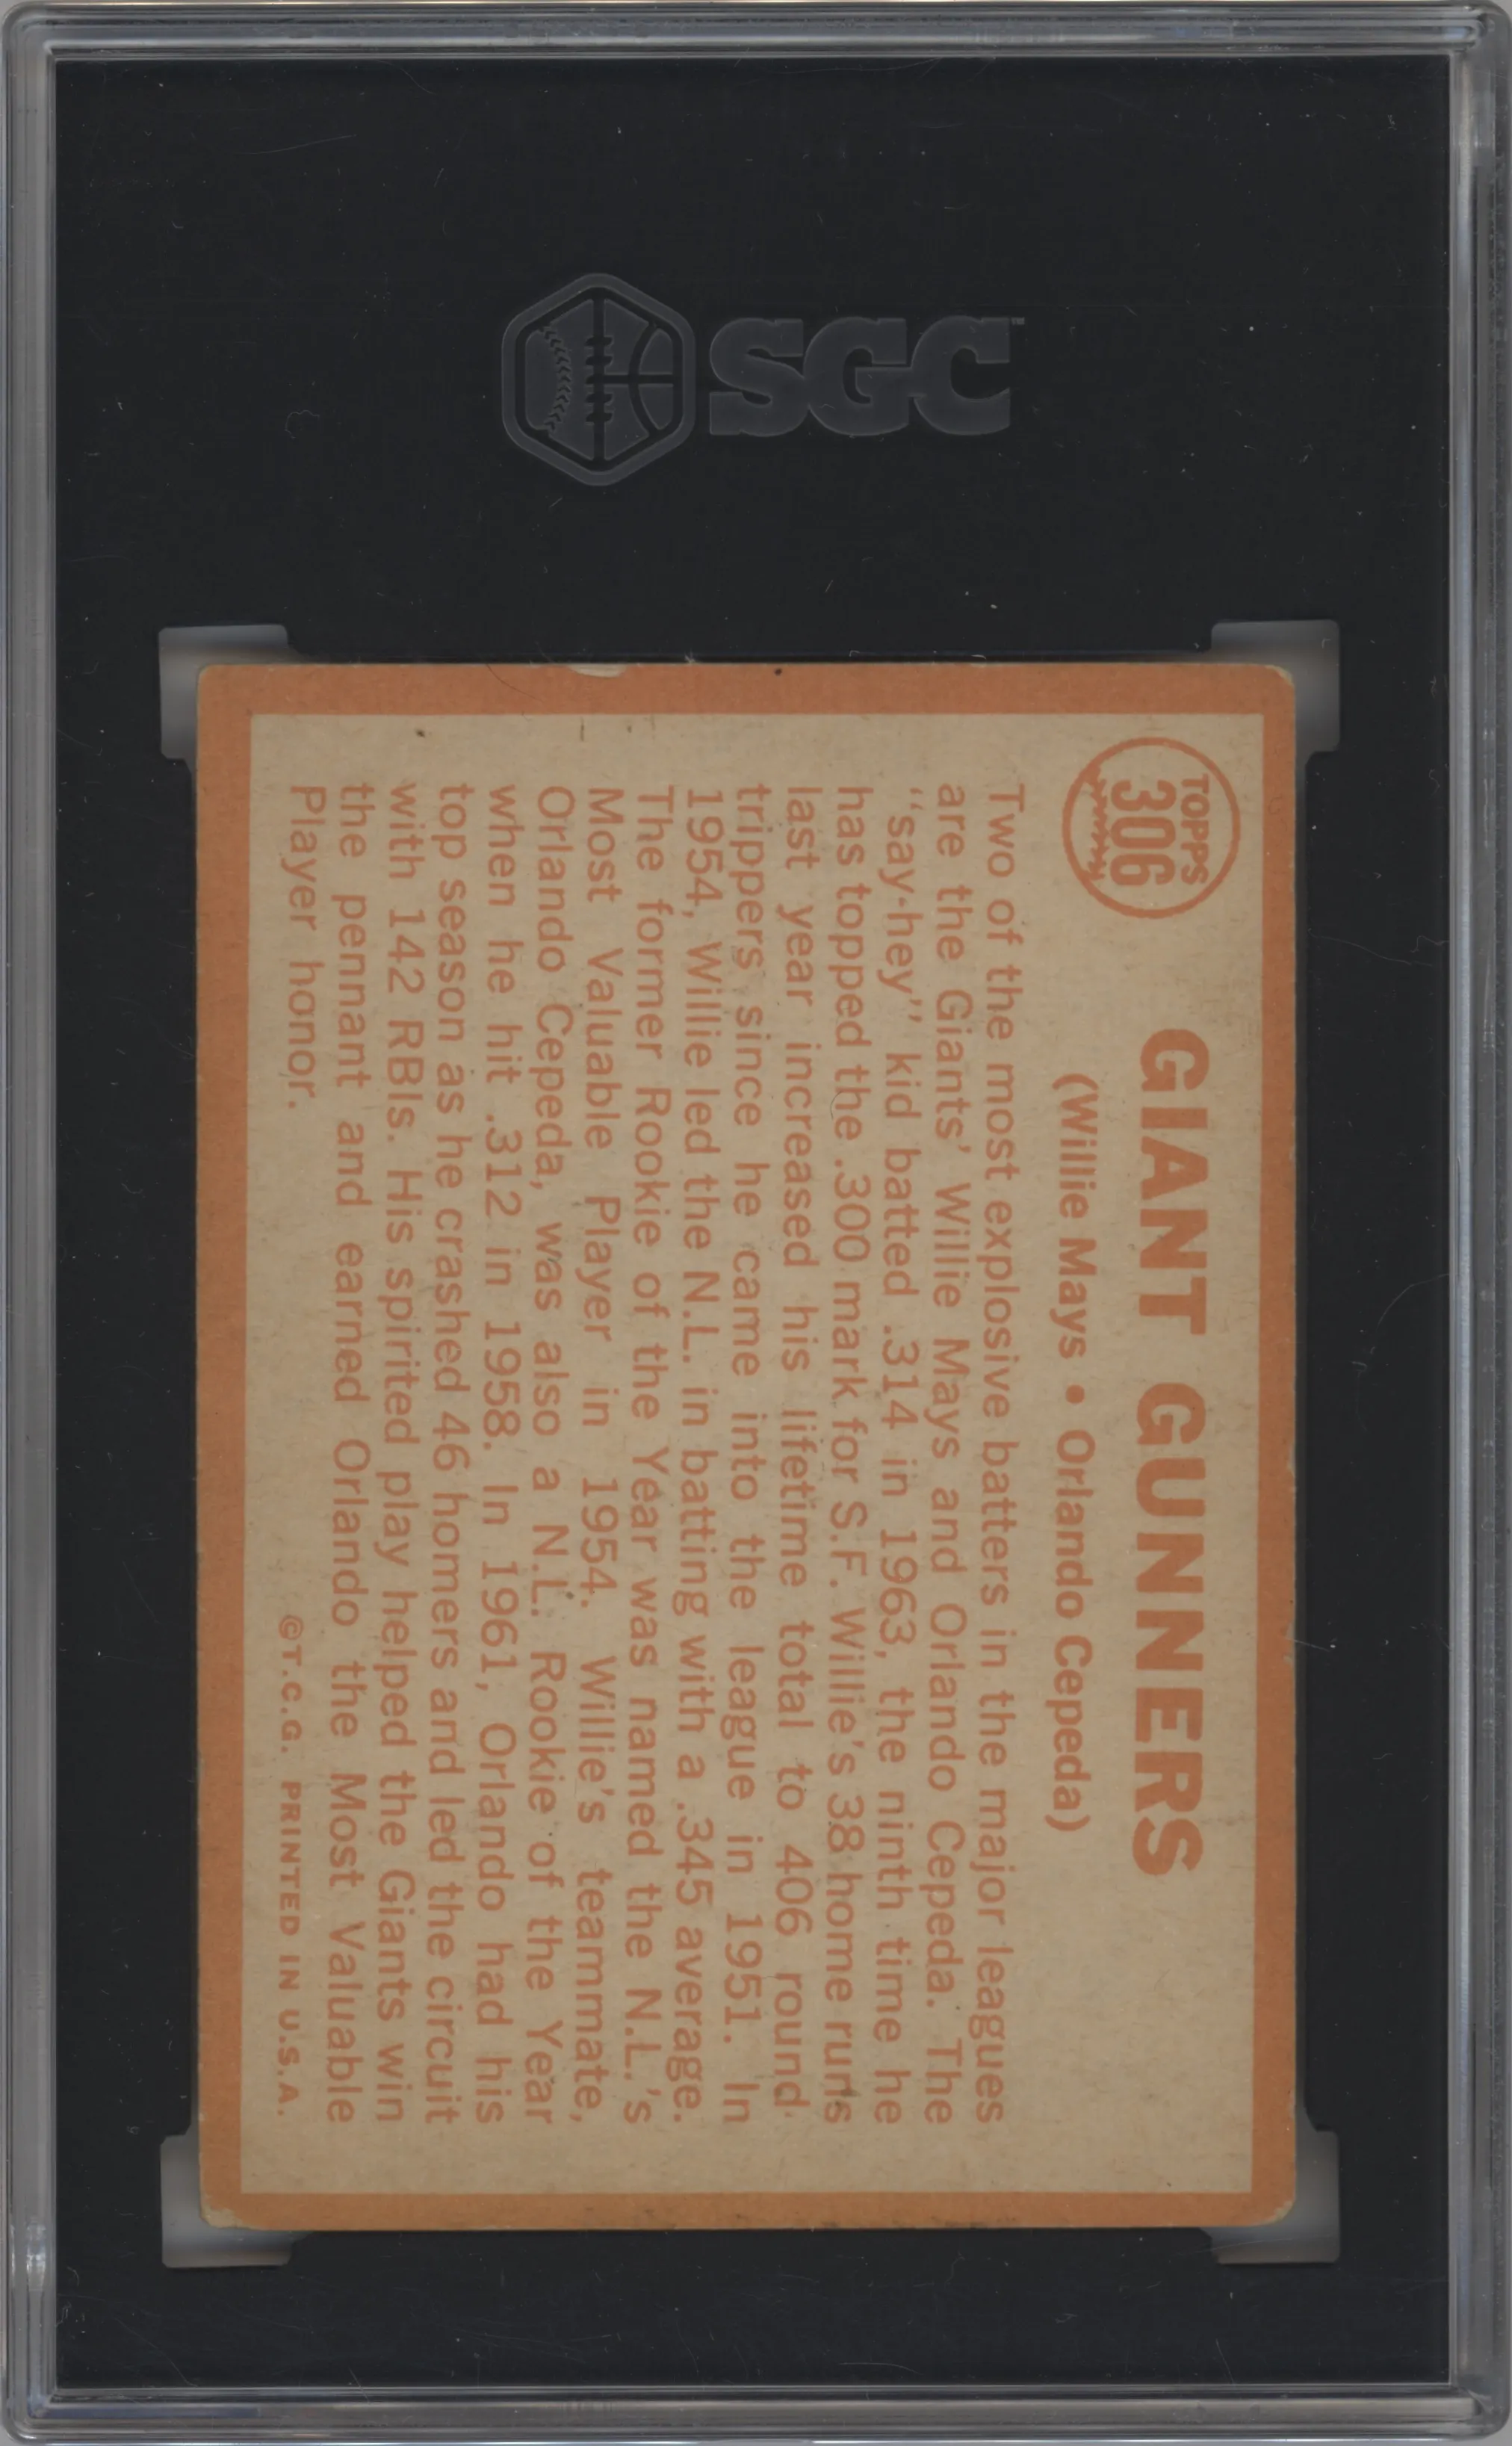 SGC
TOPPS
306
GIANT GUNNERS
(Willie Mays • Orlando Cepeda)
Two of the most explosive batters in the major leagues
are the Giants' Willie Mays and Orlando Cepeda. The
"say-hey" kid batted .314 in 1963, the ninth time he
has topped the .300 mark for S.F. Willie's 38 home runs
last year increased his lifetime total to 406 round-
trippers since he came into the league in 1951. In
1954, Willie led the N.L. in batting with a .345 average.
The former Rookie of the Year was named the N.L.'s
Most Valuable Player in 1954. Willie's teammate,
Orlando Cepeda, was also a N.L. Rookie of the Year
when he hit .312 in 1958. In 1961, Orlando had his
top season as he crashed 46 homers and led the circuit
with 142 RBIs. His spirited play helped the Giants win
the pennant and earned Orlando the Most Valuable
Player honor.
©T.C.G. PRINTED IN U.S.A.